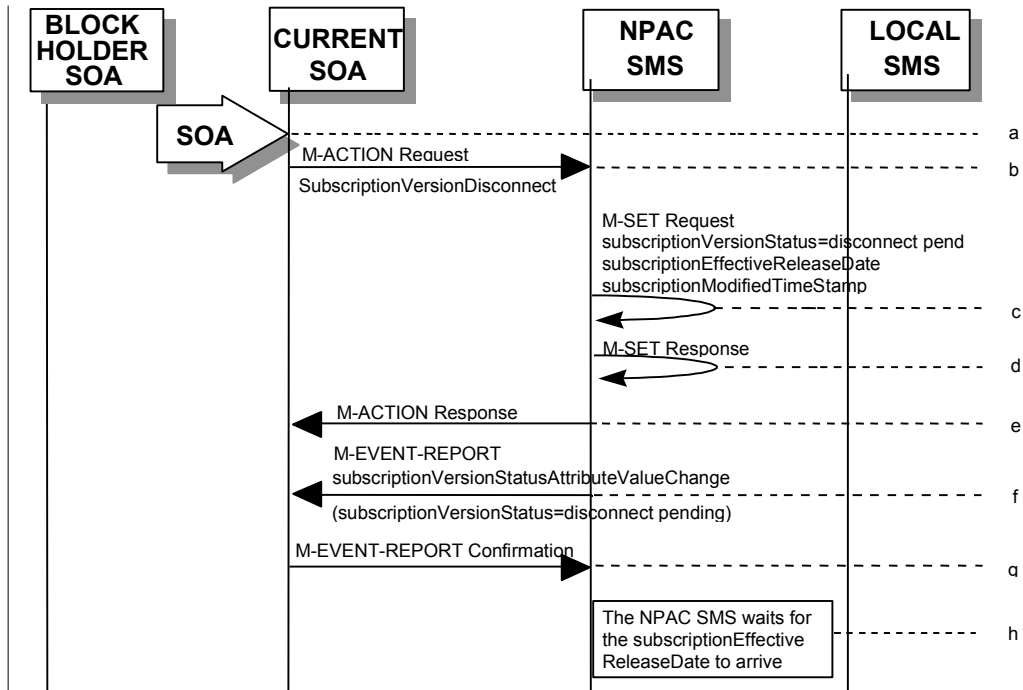 BLOCK
HOLDER
SOA
CURRENT
SOA
NPAC
SMS
LOCAL
SMS
SOA
a
M-ACTION Request
b
SubscriptionVersionDisconnect
M-SET Request
subscriptionVersionStatus=disconnect pend
subscriptionEffectiveReleaseDate
subscriptionModifiedTimeStamp
c
M-SET Response
d
M-ACTION Response
e
M-EVENT-REPORT
subscriptionVersionStatusAttributeValueChange
f
(subscriptionVersionStatus=disconnect pending)
M-EVENT-REPORT Confirmation
g
The NPAC SMS waits for
the subscriptionEffective
ReleaseDate to arrive
h